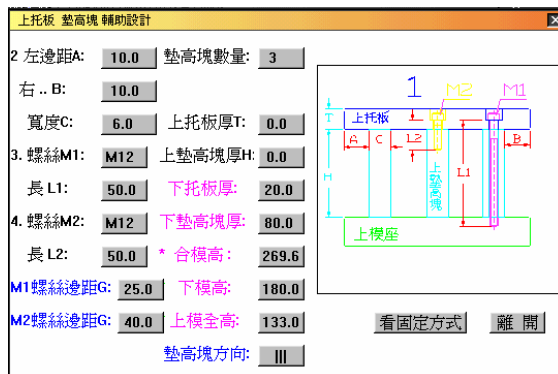 上托板 墊高塊 輔助設計
2 左邊距A: 10.0 墊高塊數量: 3
右 .. B: 10.0
寬度C: 6.0 上托板厚T: 0.0
3. 螺絲M1: M12 上墊高塊厚H: 0.0
長 L1: 50.0 下托板厚: 20.0
4. 螺絲M2: M12 下墊高塊厚: 80.0
長 L2: 50.0 * 合模高: 269.6
M1螺絲邊距G: 25.0 下模高: 180.0
M2螺絲邊距G: 40.0 上模全高: 133.0
墊高塊方向: III
1 M2 M1
T 上托板
A C L2 B
H 上墊高塊 L1
上模座
看固定方式 離 開